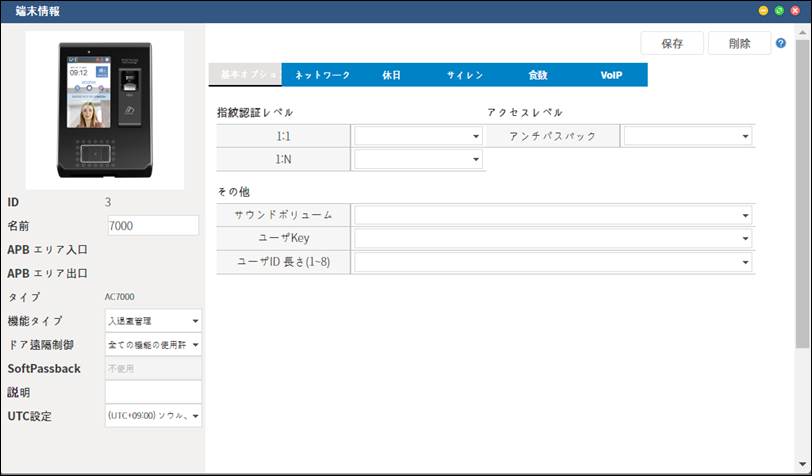 端末情報
保存
削除
基本オプショ
ネットワーク
休日
サイレン
食数
VoIP
09:12
指紋認証レベル
アクセスレベル
1:1
アンチパスバック
1:N
その他
サウンドボリューム
ユーザKey
ユーザID 長さ(1~8)
ID
3
名前
7000
APB エリア入口
APB エリア出口
タイプ
AC7000
機能タイプ
入退室管理
ドア遠隔制御
全ての機能の使用許
SoftPassback
不使用
説明
UTC設定
(UTC+09:00) ソウル、